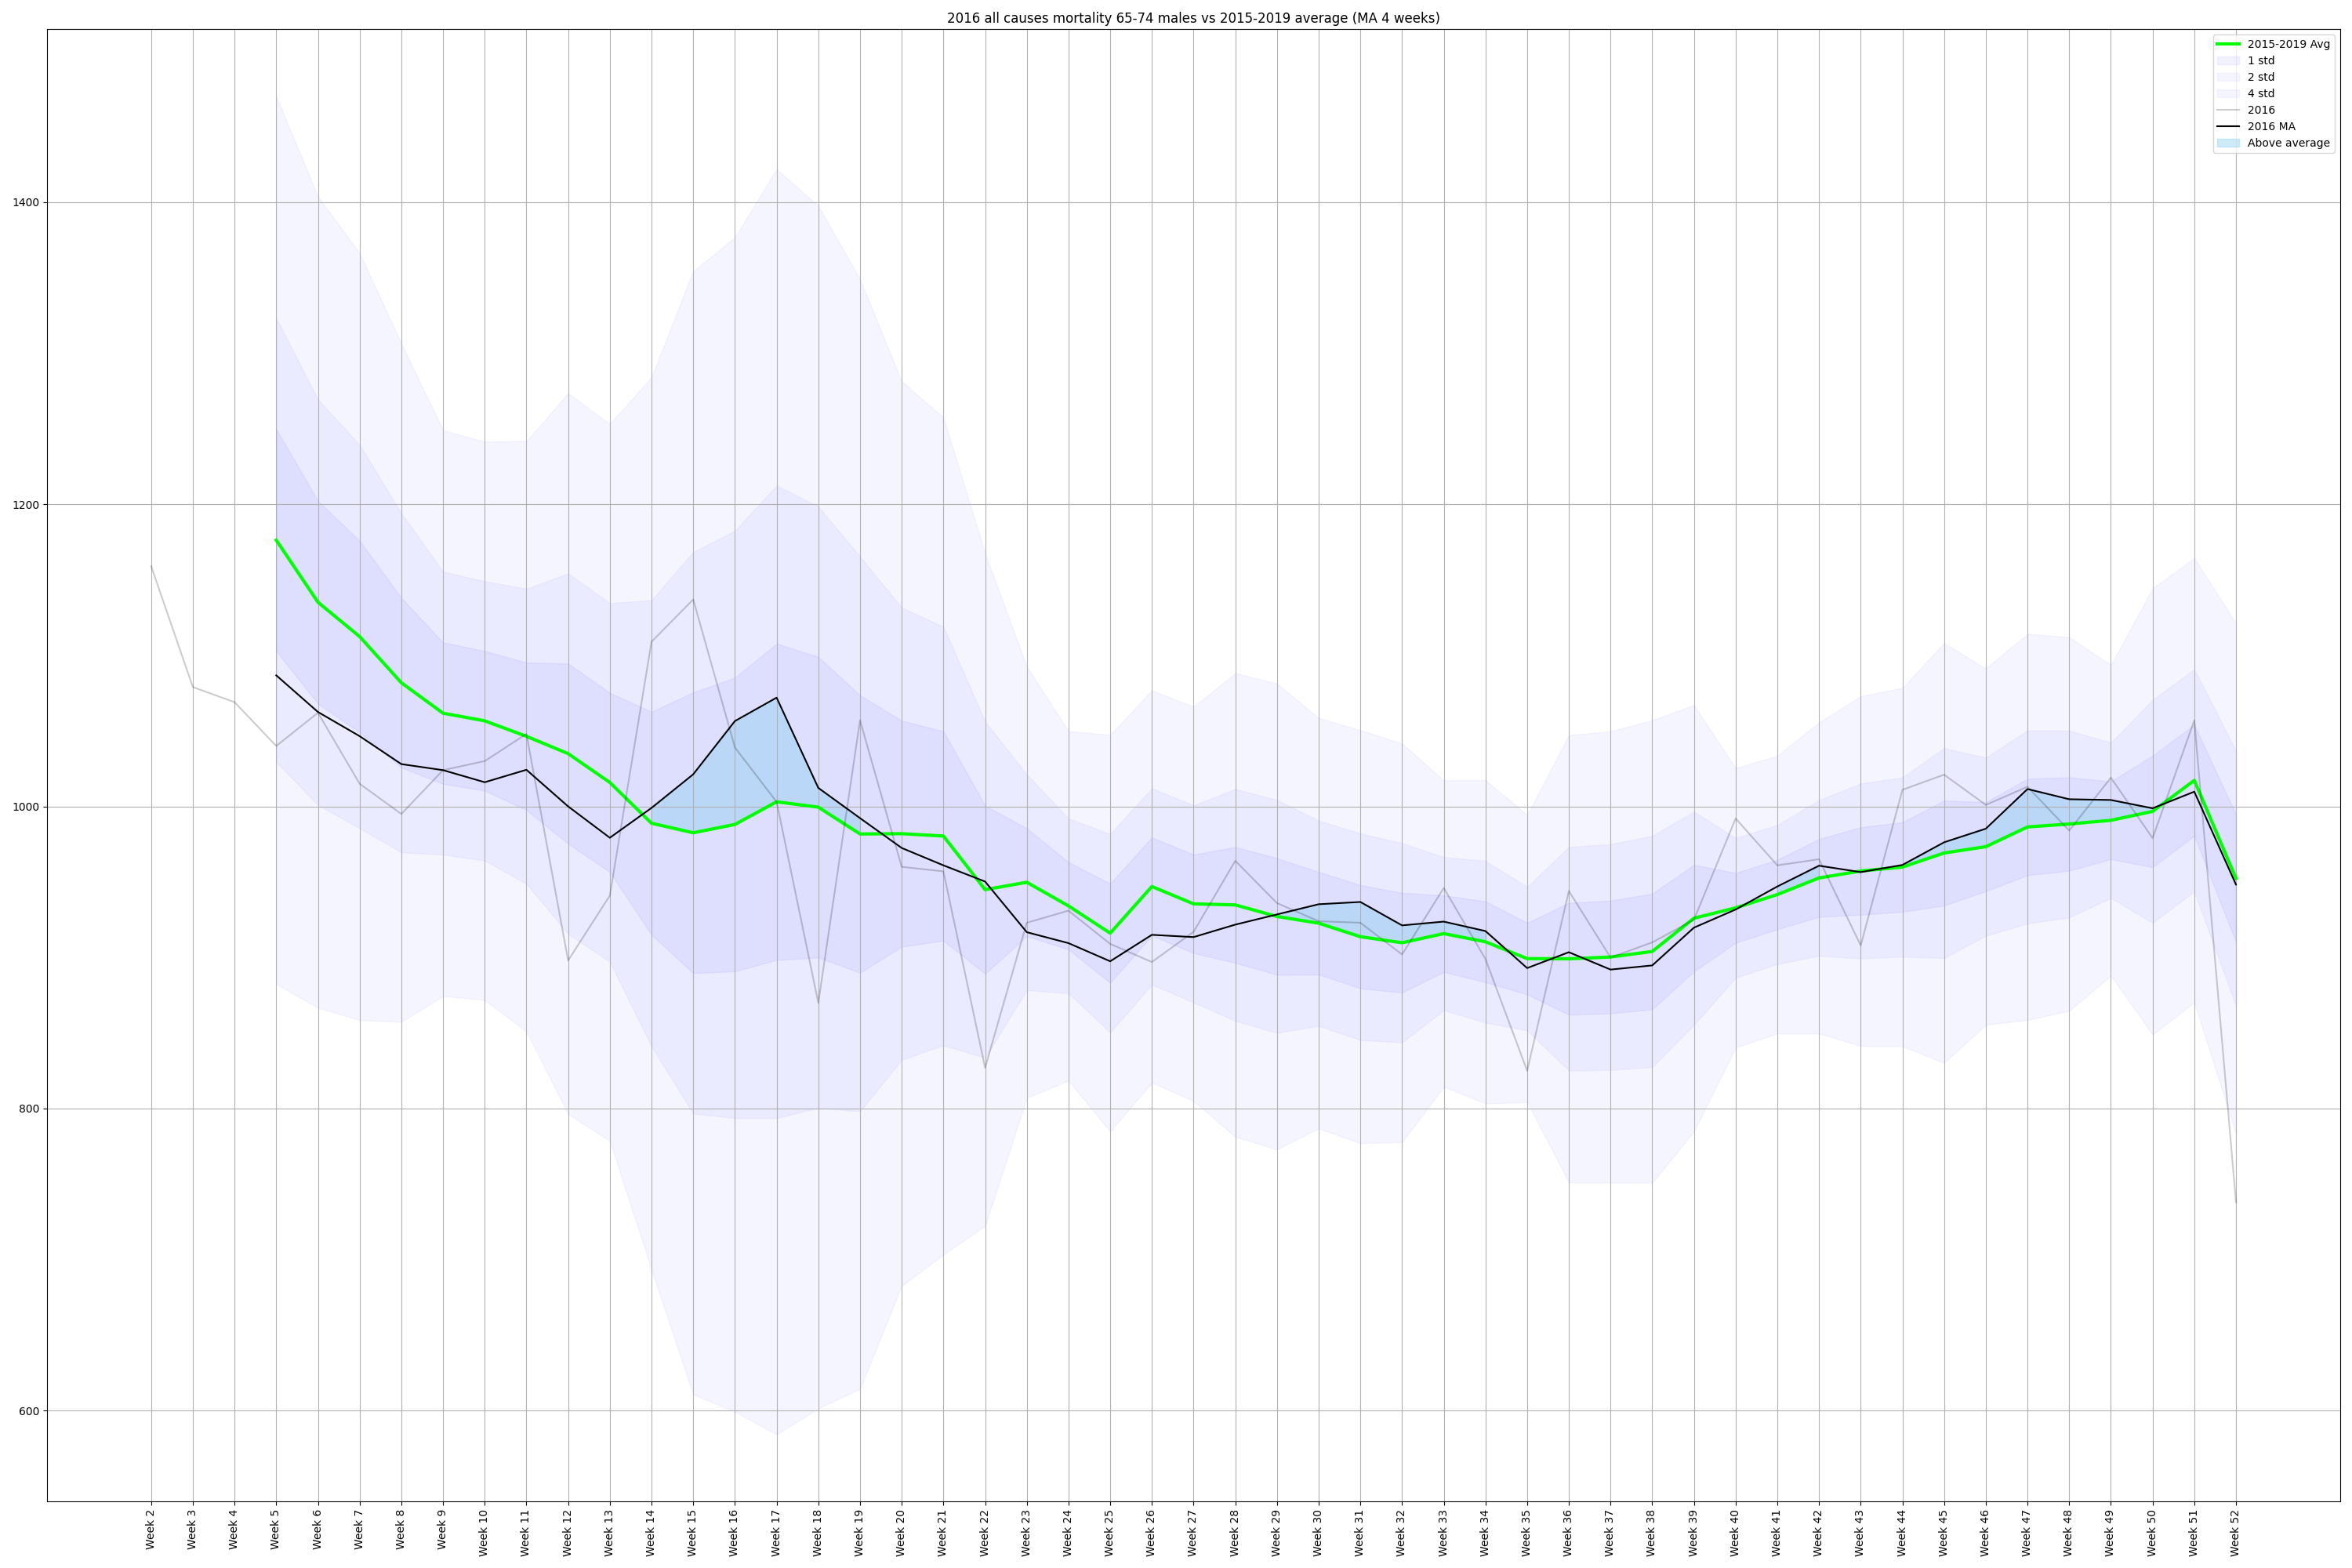 2016 all causes mortality 65-74 males vs 2015-2019 average (MA 4 weeks)
2015-2019 Avg
1 std
2 std
4 std
2016
2016 MA
Above average
1400
1200
1000
800
600
Week 2
Week 3
Week 4
Week 5
Week 6
Week 7
Week 8
Week 9
Week 10
Week 11
Week 12
Week 13
Week 14
Week 15
Week 16
Week 17
Week 18
Week 19
Week 20
Week 21
Week 22
Week 23
Week 24
Week 25
Week 26
Week 27
Week 28
Week 29
Week 30
Week 31
Week 32
Week 33
Week 34
Week 35
Week 36
Week 37
Week 38
Week 39
Week 40
Week 41
Week 42
Week 43
Week 44
Week 45
Week 46
Week 47
Week 48
Week 49
Week 50
Week 51
Week 52